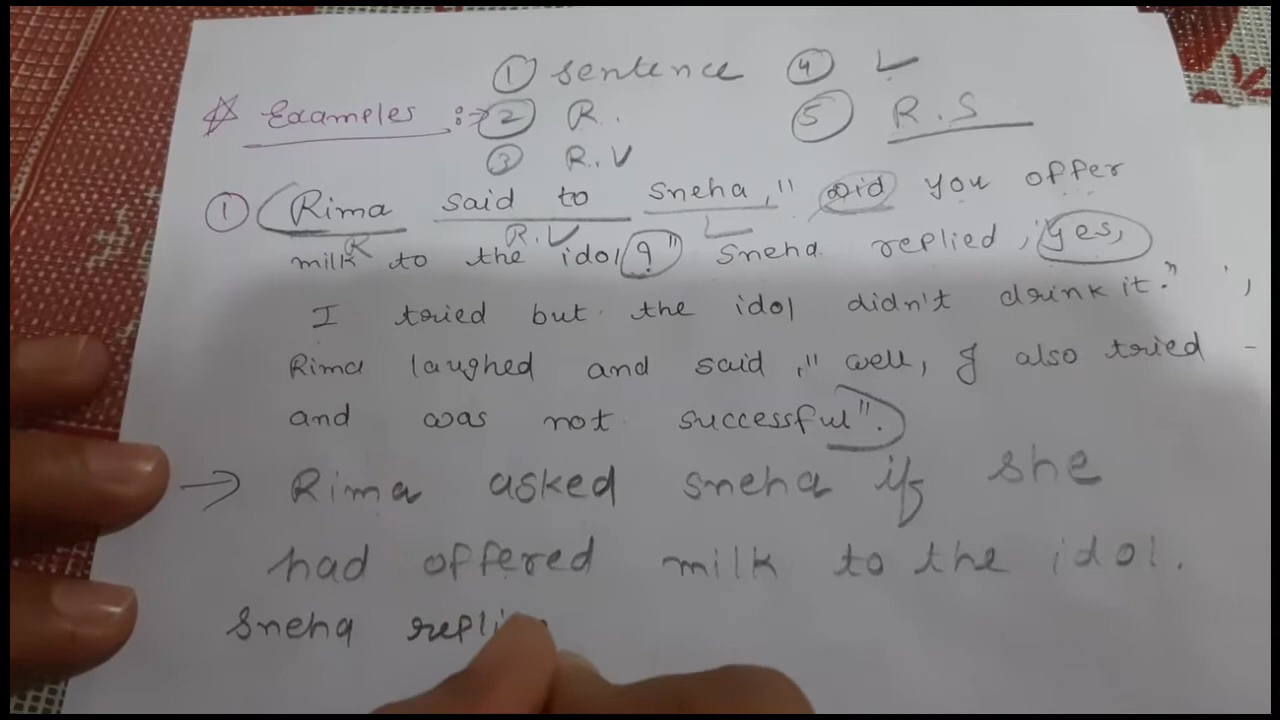 ① sentence ④ L
☆ Examples :→ ② R. ⑤ R.S
③ R.V
① Rima said to Sneha," Did you offer
R R.V L
milk to the idol?" Sneha replied,"yes,
I tried but the idol didn't drink it."
Rima laughed and said ," well, I also tried
and was not successful".
→ Rima asked sneha if she
had offered milk to the idol.
Sneha repli